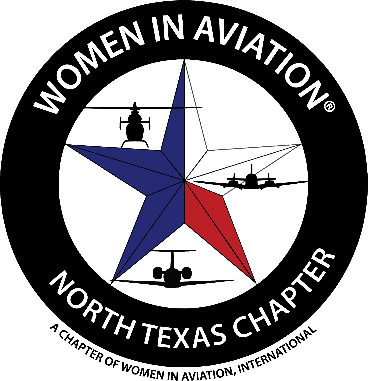 WOMEN IN AVIATION®
NORTH TEXAS CHAPTER
A CHAPTER OF WOMEN IN AVIATION, INTERNATIONAL